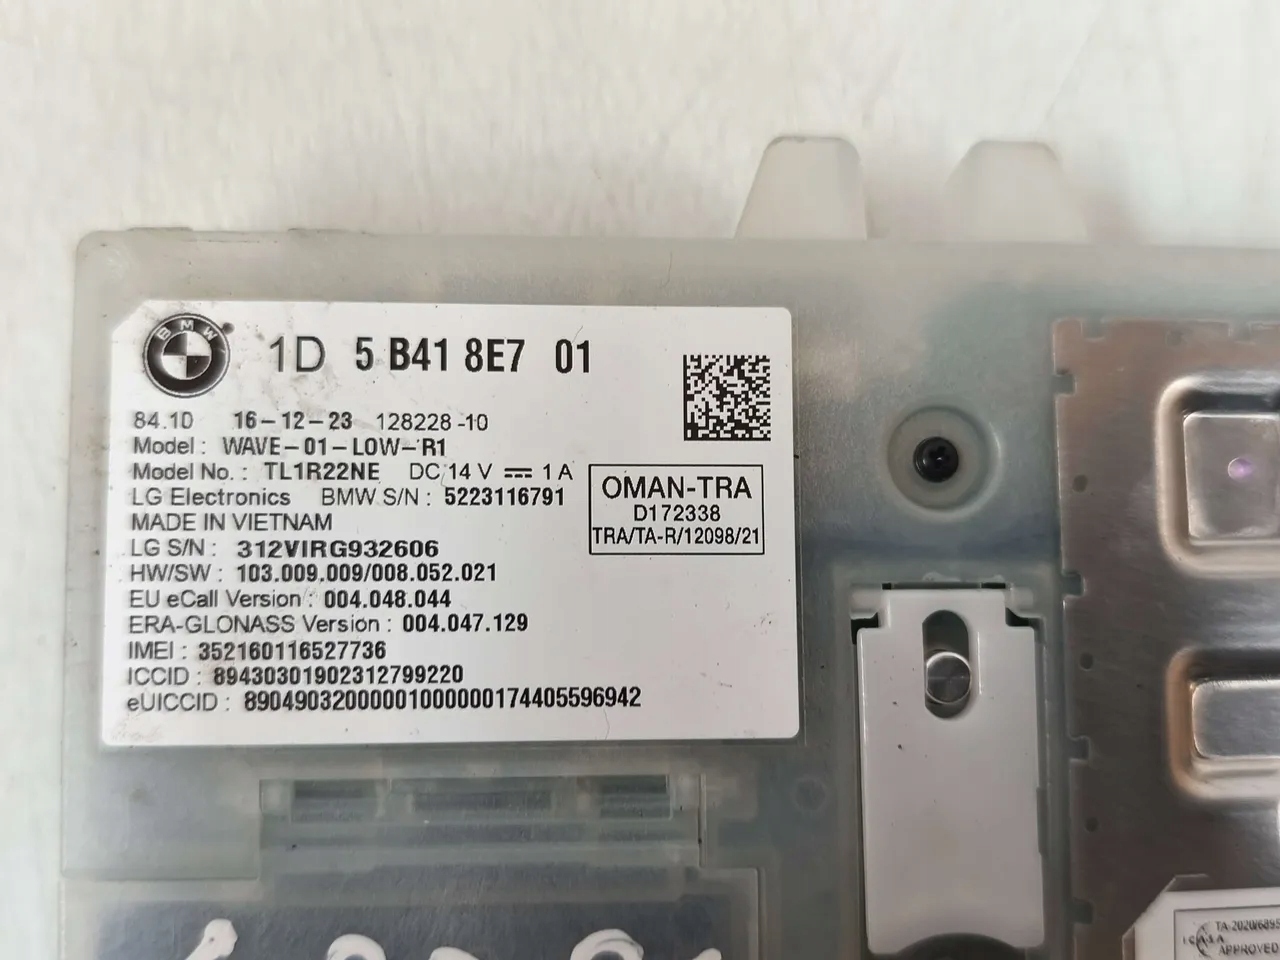 BMW
1D 5 B41 8E7 01
84.10 16-12-23 128228-10
Model: WAVE-01-LOW-R1
Model No.: TL1R22NE DC 14 V ⎓ 1 A
LG Electronics BMW S/N: 5223116791
MADE IN VIETNAM
LG S/N: 312VIRG932606
HW/SW: 103.009.009/008.052.021
EU eCall Version: 004.048.044
ERA-GLONASS Version: 004.047.129
IMEI: 352160116527736
ICCID: 89430301902312799220
eUICCID: 89049032000001000000174405596942
OMAN-TRA
D172338
TRA/TA-R/12098/21
ICASA
APPROVED